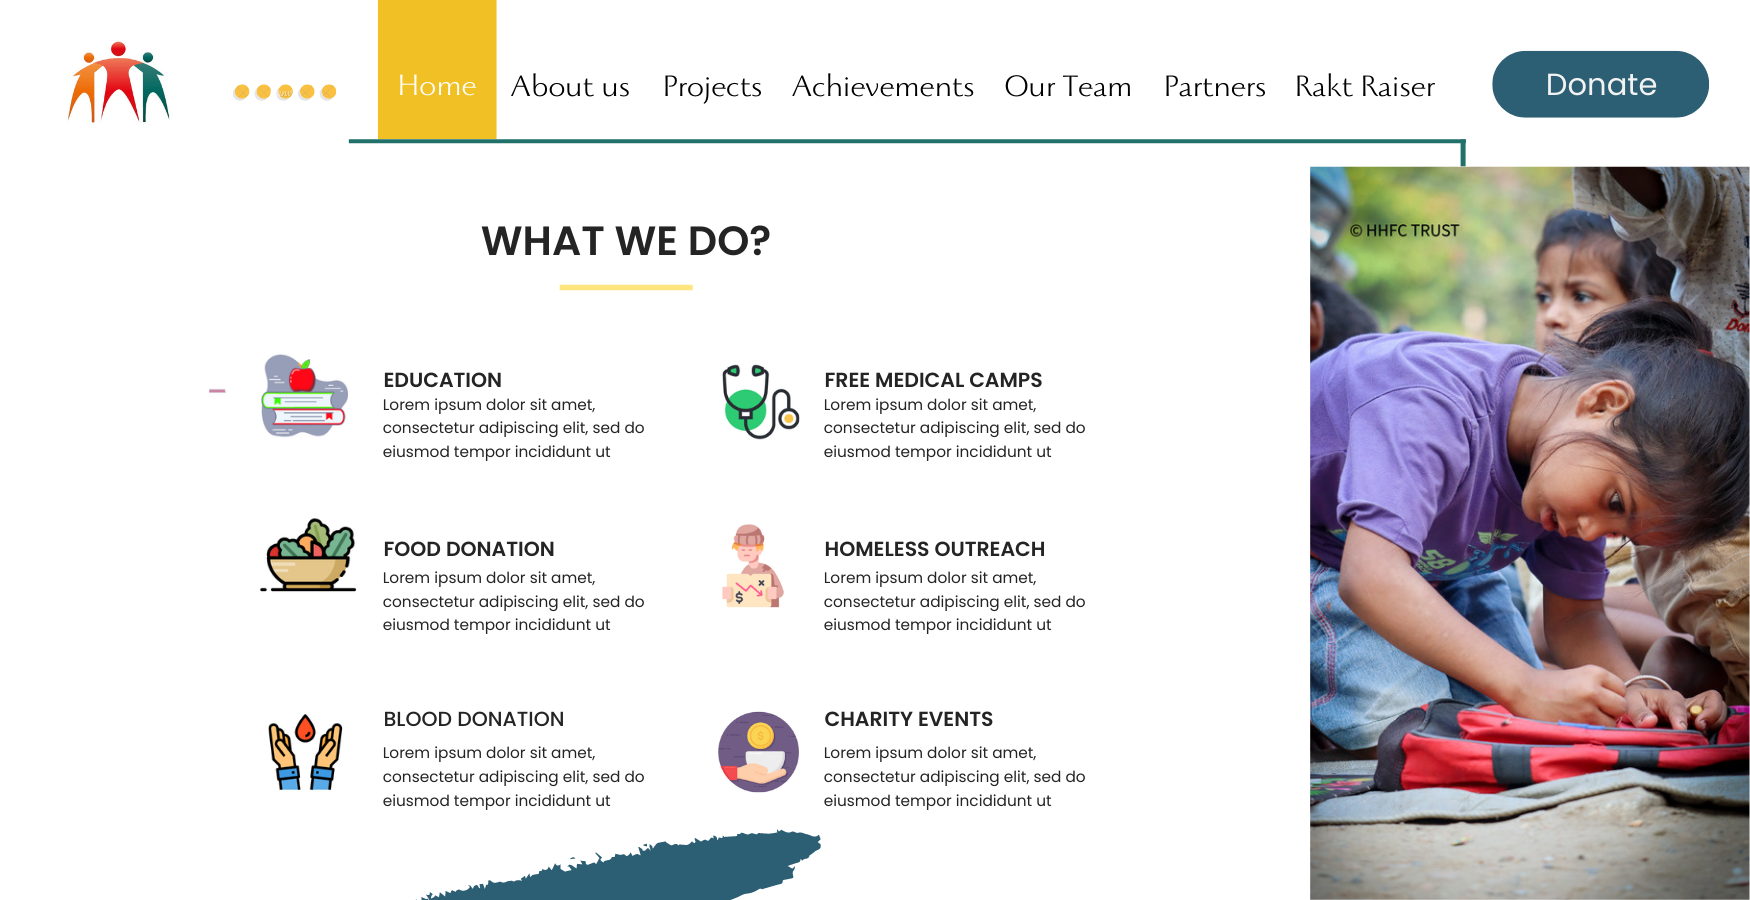 Home About us Projects Achievements Our Team Partners Rakt Raiser Donate
© HHFC TRUST
WHAT WE DO?
EDUCATION
Lorem ipsum dolor sit amet,
consectetur adipiscing elit, sed do
eiusmod tempor incididunt ut
FREE MEDICAL CAMPS
Lorem ipsum dolor sit amet,
consectetur adipiscing elit, sed do
eiusmod tempor incididunt ut
FOOD DONATION
Lorem ipsum dolor sit amet,
consectetur adipiscing elit, sed do
eiusmod tempor incididunt ut
HOMELESS OUTREACH
Lorem ipsum dolor sit amet,
consectetur adipiscing elit, sed do
eiusmod tempor incididunt ut
BLOOD DONATION
Lorem ipsum dolor sit amet,
consectetur adipiscing elit, sed do
eiusmod tempor incididunt ut
CHARITY EVENTS
Lorem ipsum dolor sit amet,
consectetur adipiscing elit, sed do
eiusmod tempor incididunt ut